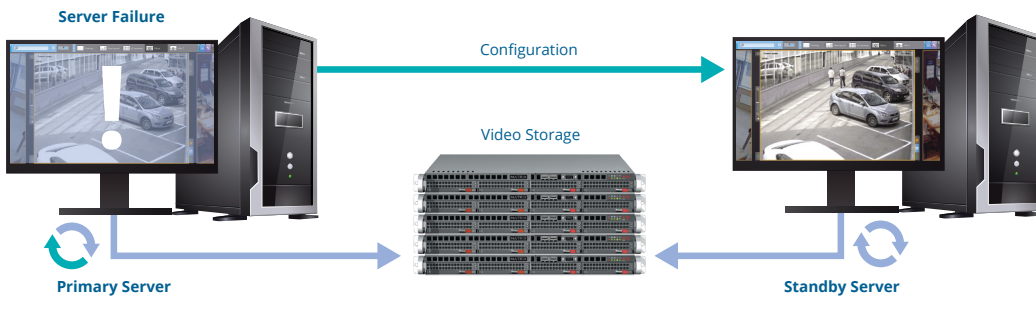 Server Failure
Configuration
Video Storage
Primary Server
Standby Server